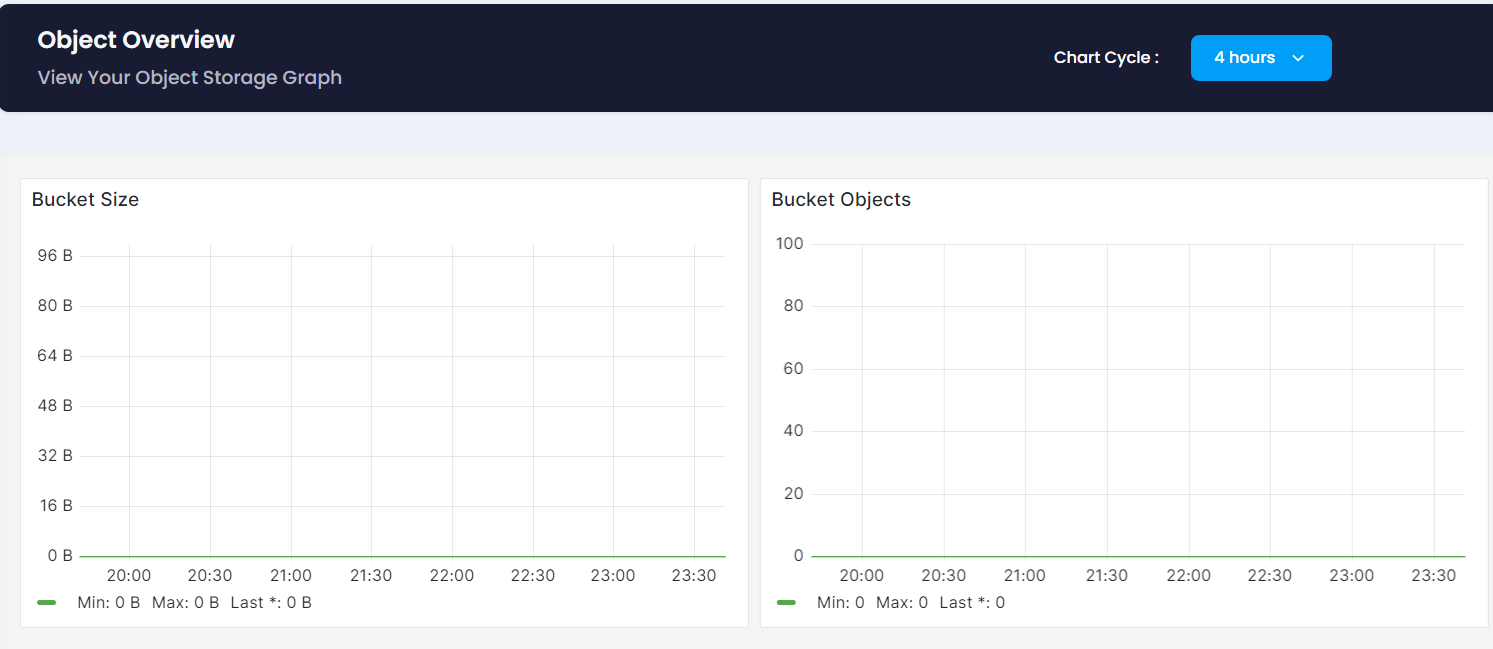 Object Overview
View Your Object Storage Graph
Chart Cycle :
4 hours
Bucket Size
96 B
80 B
64 B
48 B
32 B
16 B
0 B
20:00 20:30 21:00 21:30 22:00 22:30 23:00 23:30
Min: 0 B Max: 0 B Last *: 0 B
Bucket Objects
100
80
60
40
20
0
20:00 20:30 21:00 21:30 22:00 22:30 23:00 23:30
Min: 0 Max: 0 Last *: 0